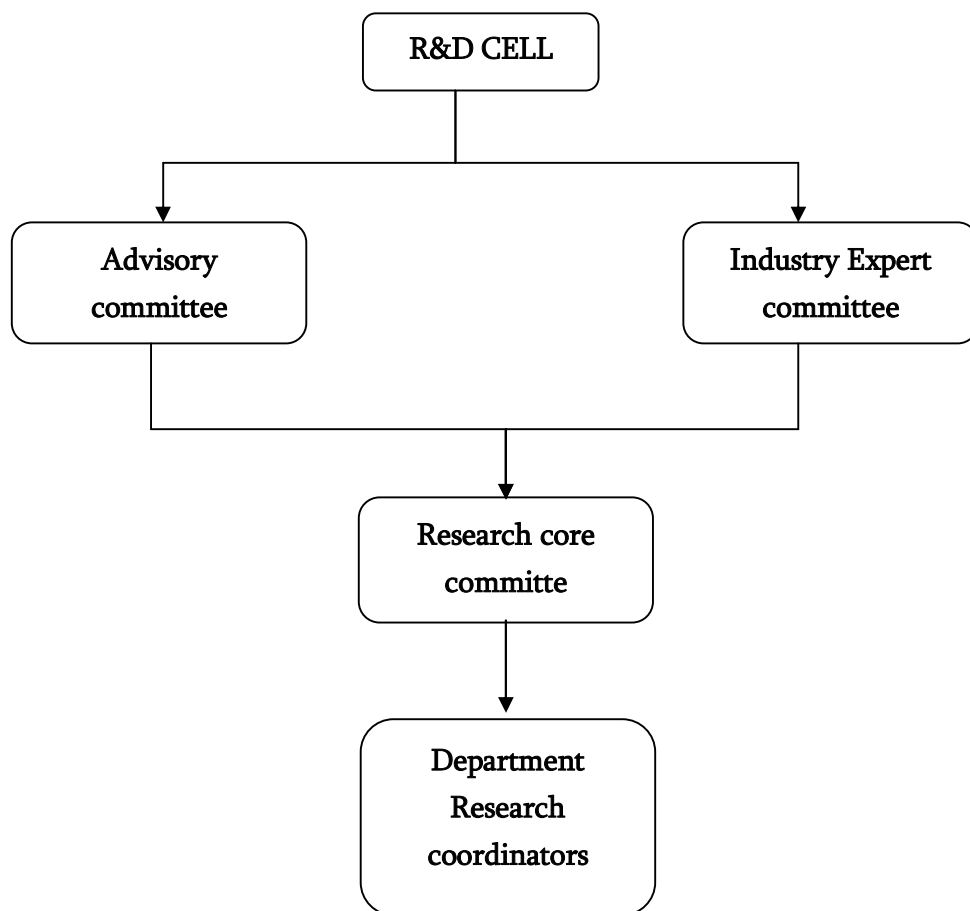 R&D CELL
Advisory
committee
Industry Expert
committee
Research core
committe
Department
Research
coordinators